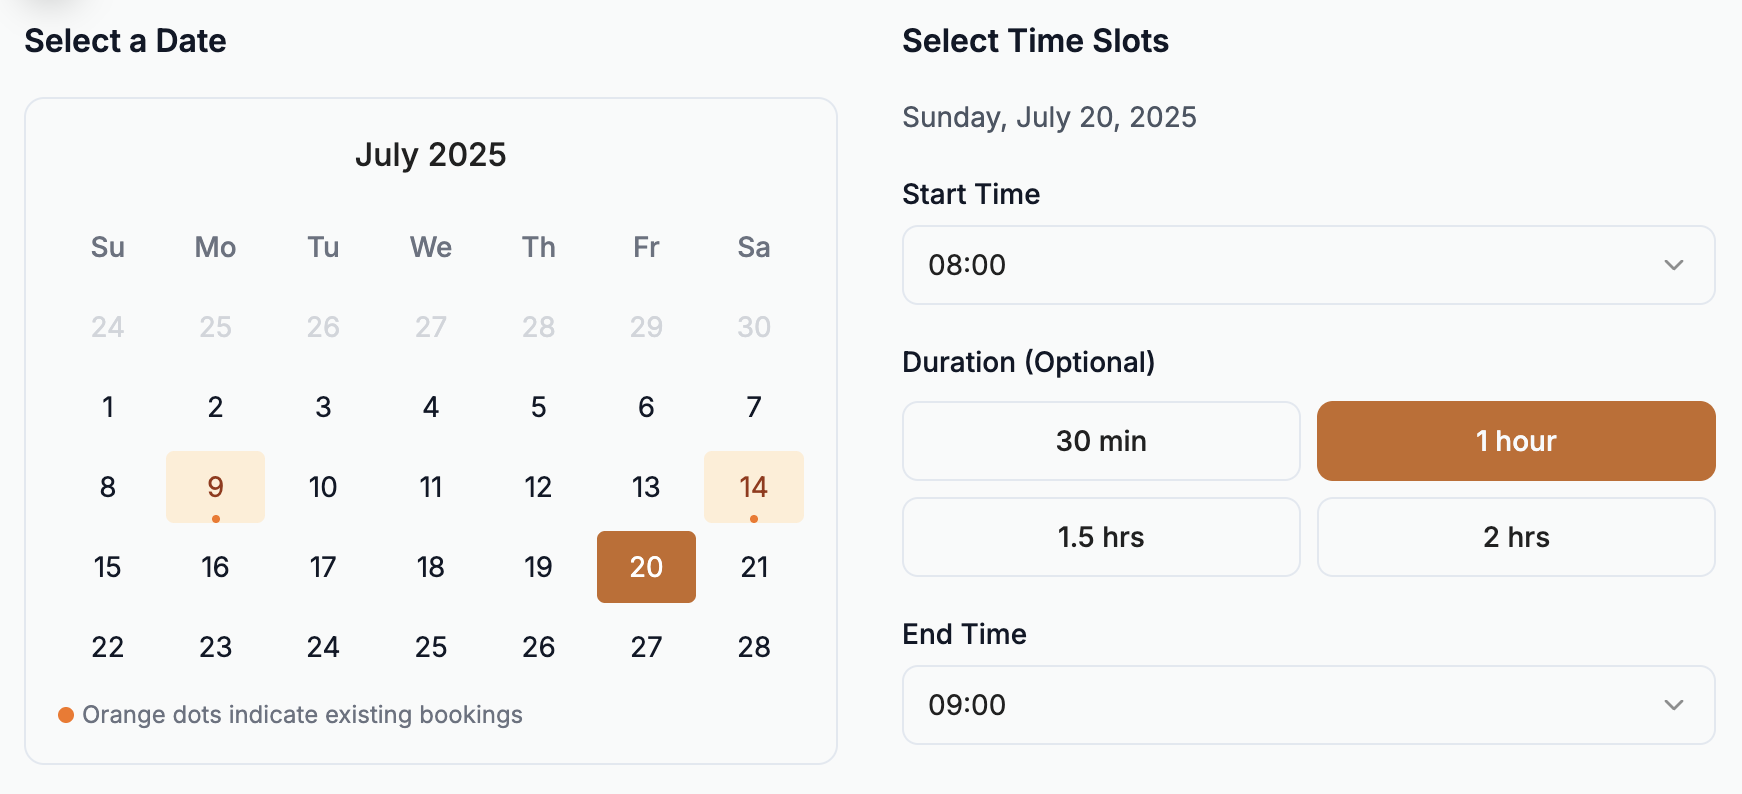 Select a Date
July 2025
Su Mo Tu We Th Fr Sa
24 25 26 27 28 29 30
1 2 3 4 5 6 7
8 9 10 11 12 13 14
15 16 17 18 19 20 21
22 23 24 25 26 27 28
Orange dots indicate existing bookings
Select Time Slots
Sunday, July 20, 2025
Start Time
08:00
Duration (Optional)
30 min 1 hour
1.5 hrs 2 hrs
End Time
09:00